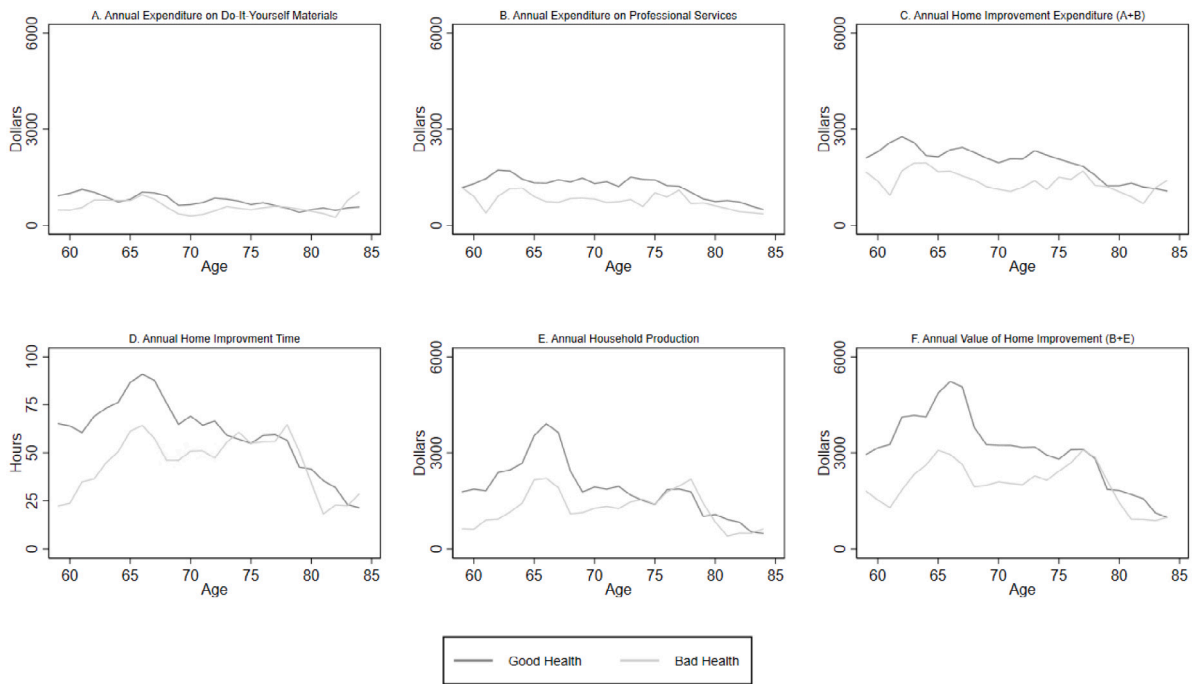 A. Annual Expenditure on Do-It-Yourself Materials
B. Annual Expenditure on Professional Services
C. Annual Home Improvement Expenditure (A+B)
Dollars
0 3000 6000
60 65 70 75 80 85
Age
Dollars
0 3000 6000
60 65 70 75 80 85
Age
Dollars
0 3000 6000
60 65 70 75 80 85
Age
D. Annual Home Improvment Time
E. Annual Household Production
F. Annual Value of Home Improvement (B+E)
Hours
0 25 50 75 100
60 65 70 75 80 85
Age
Dollars
0 3000 6000
60 65 70 75 80 85
Age
Dollars
0 3000 6000
60 65 70 75 80 85
Age
Good Health Bad Health